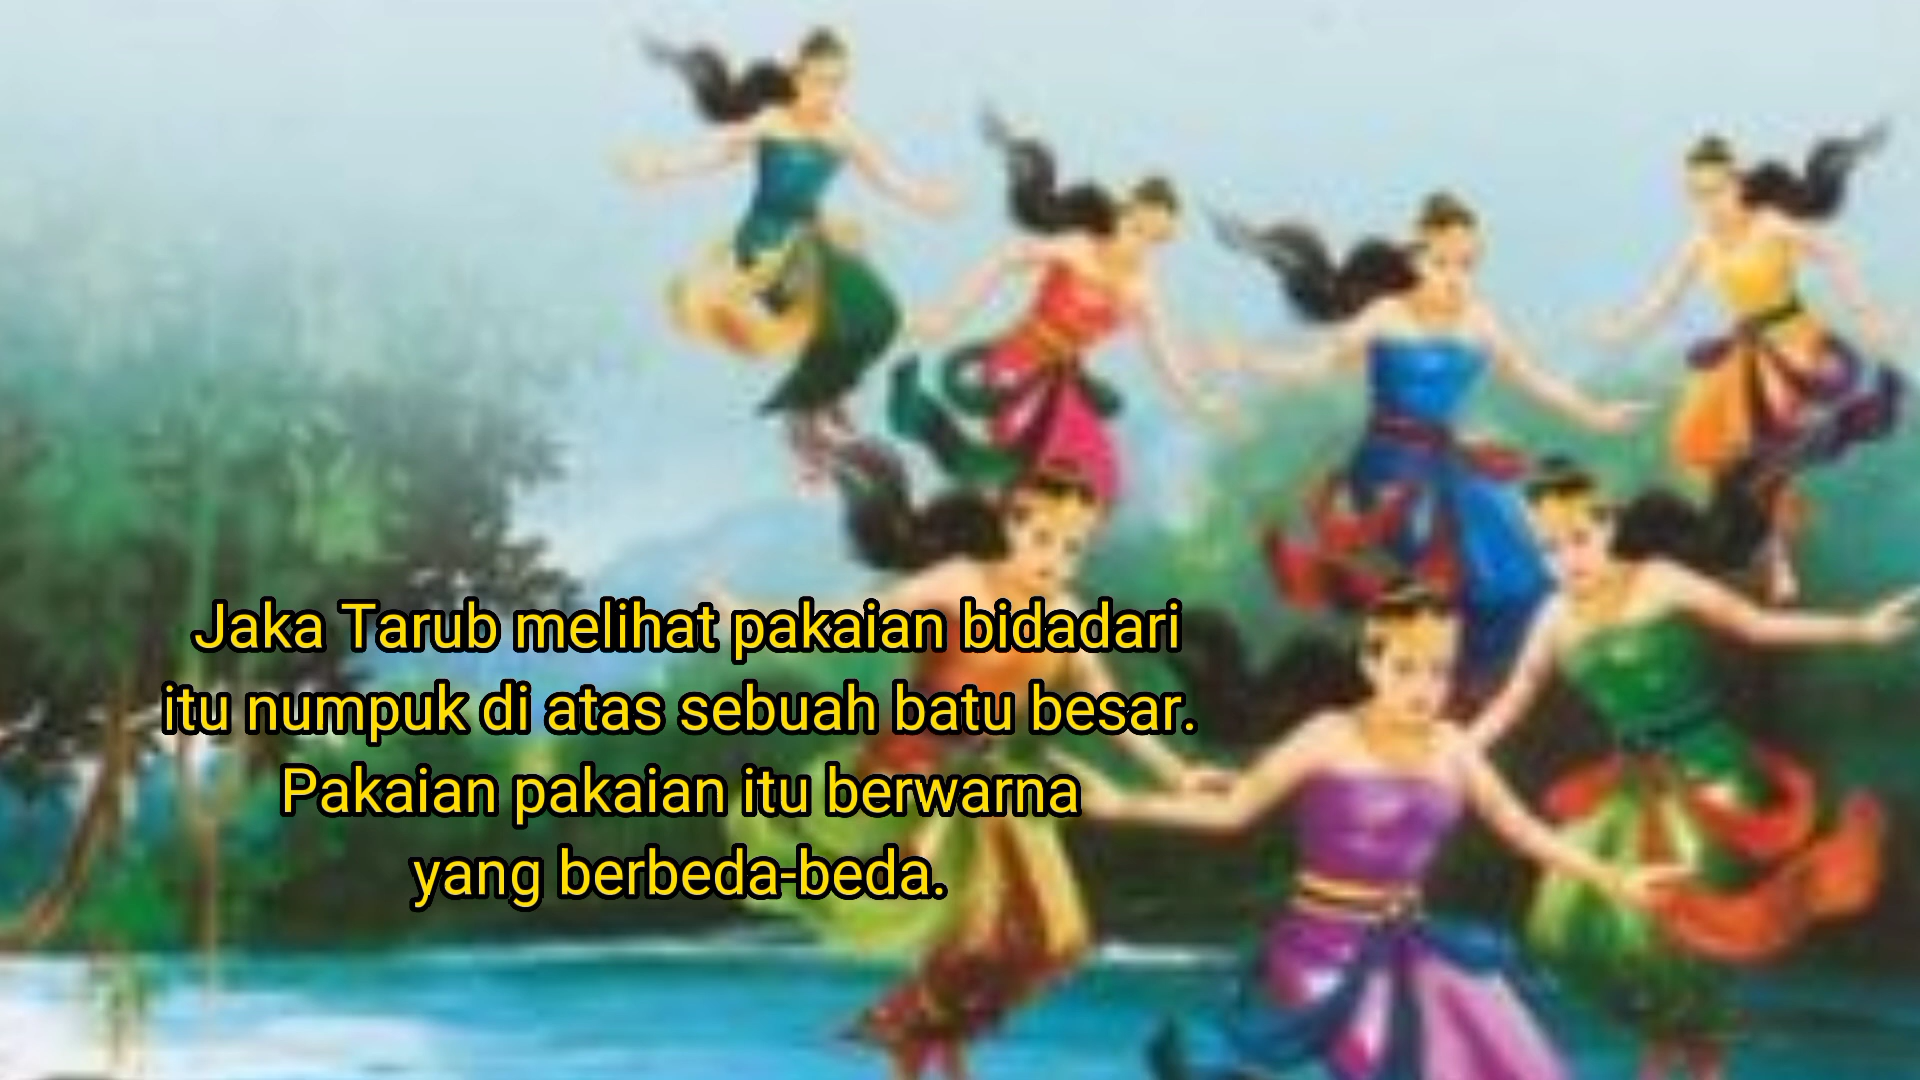 Jaka Tarub melihat pakaian bidadari
itu numpuk di atas sebuah batu besar.
Pakaian pakaian itu berwarna
yang berbeda-beda.